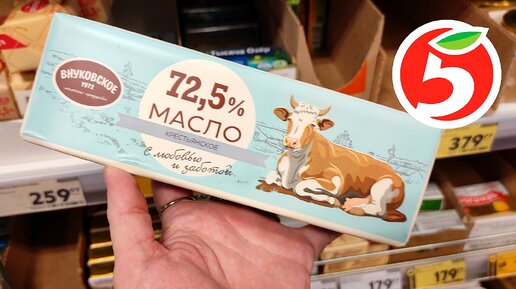 ВНУКОВСКОЕ
1972
72,5%
МАСЛО
КРЕСТЬЯНСКОЕ
С любовью
и заботой
5
259
379
179
179